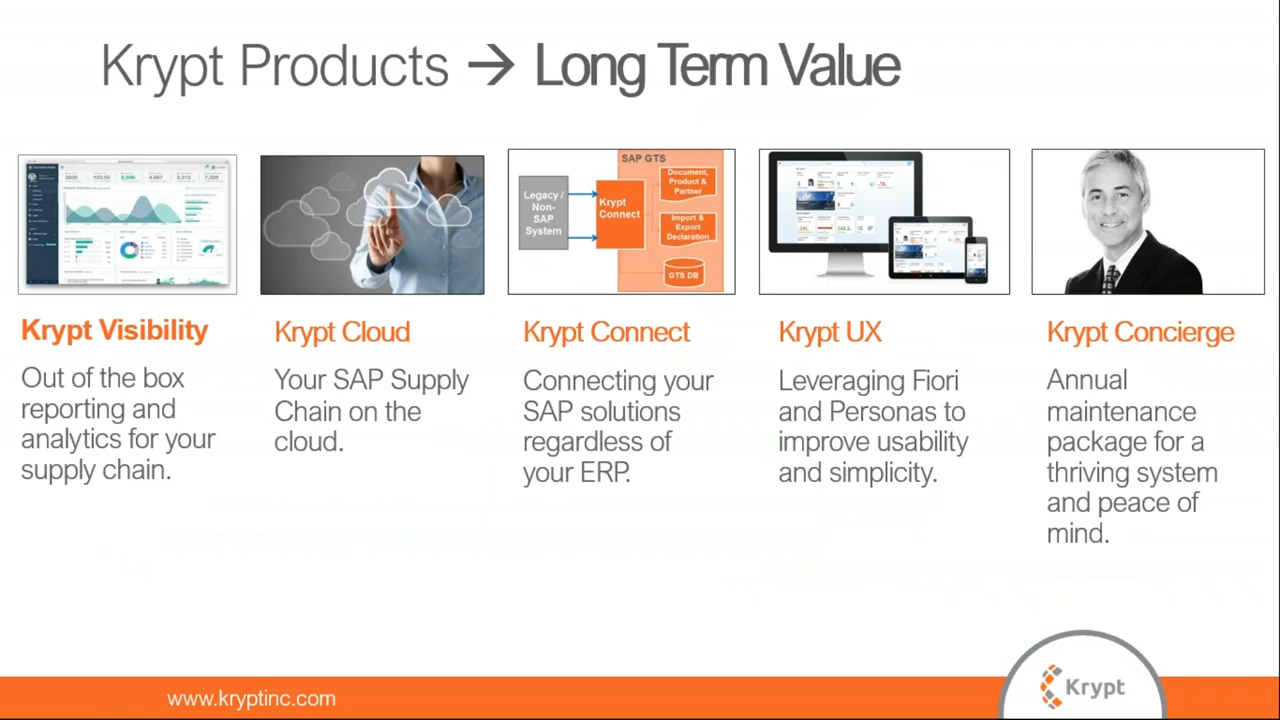 Krypt Products → Long Term Value
SAP GTS
Legacy /
Non-
SAP
System
Krypt
Connect
Document,
Product &
Partner
Import &
Export
Declaration
GTS DB
Krypt Visibility
Out of the box
reporting and
analytics for your
supply chain.
Krypt Cloud
Your SAP Supply
Chain on the
cloud.
Krypt Connect
Connecting your
SAP solutions
regardless of
your ERP.
Krypt UX
Leveraging Fiori
and Personas to
improve usability
and simplicity.
Krypt Concierge
Annual
maintenance
package for a
thriving system
and peace of
mind.
www.kryptinc.com
Krypt